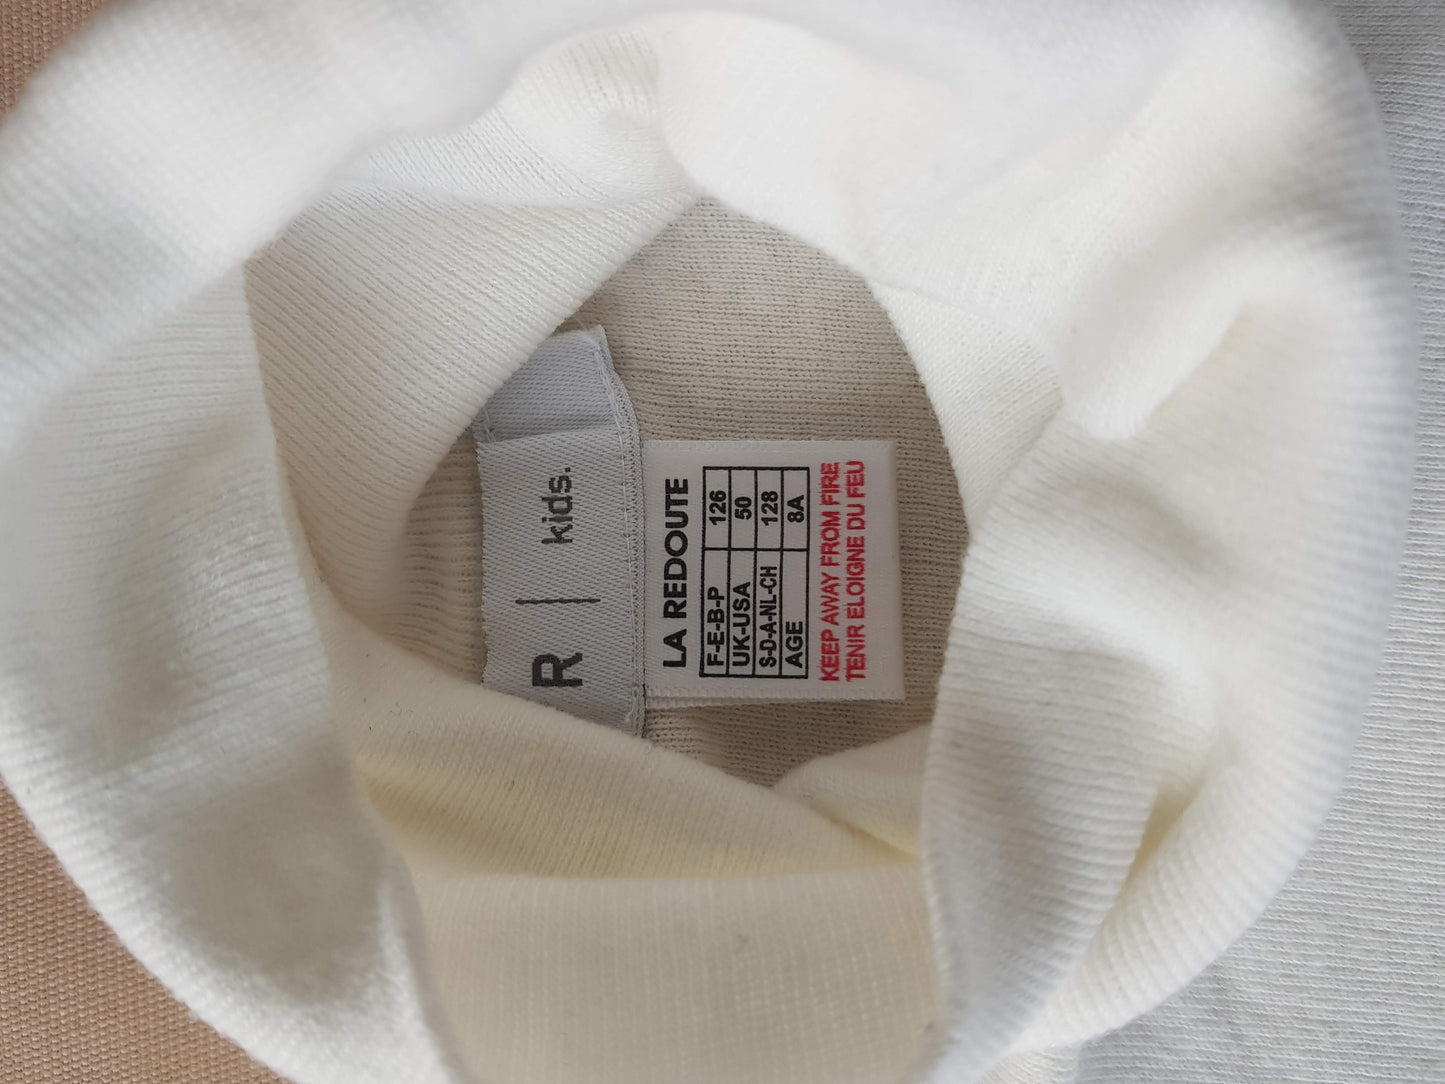 R | kids.
LA REDOUTE
F-E-B-P 126
UK-USA 50
S-D-A-NL-CH 128
AGE 8A
KEEP AWAY FROM FIRE
TENIR ELOIGNE DU FEU